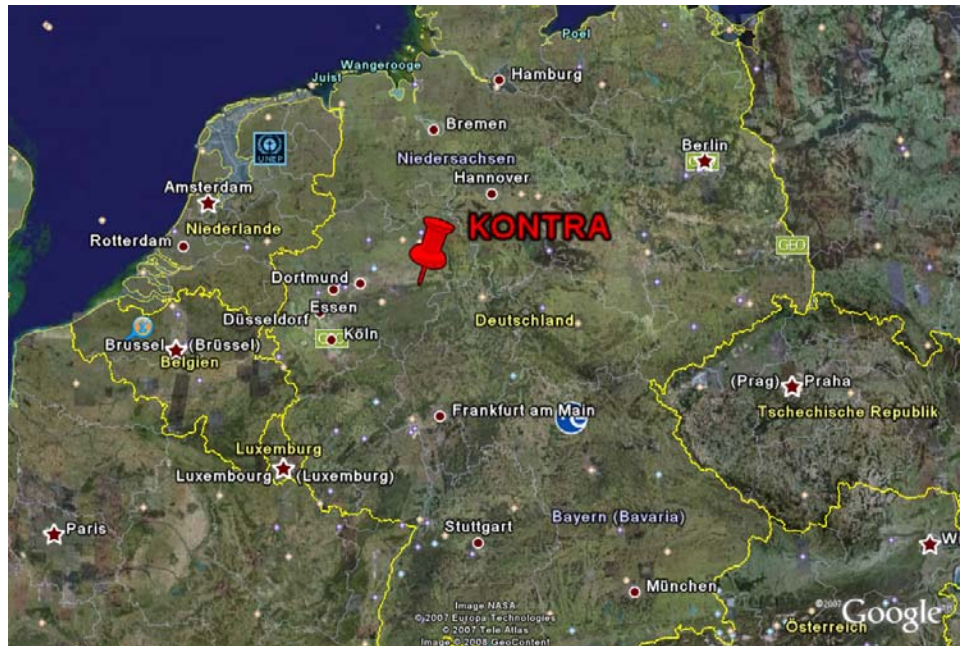 Poel
Wangerooge
Juist
Hamburg
Bremen
UNEP
Niedersachsen
Berlin
Hannover
Amsterdam
Niederlande
KONTRA
Rotterdam
GEO
Dortmund
Essen
Düsseldorf
Deutschland
Köln
Brussel (Brüssel)
Belgien
(Prag) Praha
Tschechische Republik
Frankfurt am Main
Luxemburg
Luxembourg (Luxemburg)
Paris
Stuttgart
Bayern (Bavaria)
München
Image NASA
© 2007 Europa Technologies
© 2007 Tele Atlas
Image © 2008 GeoContent
©2007 Google
Österreich